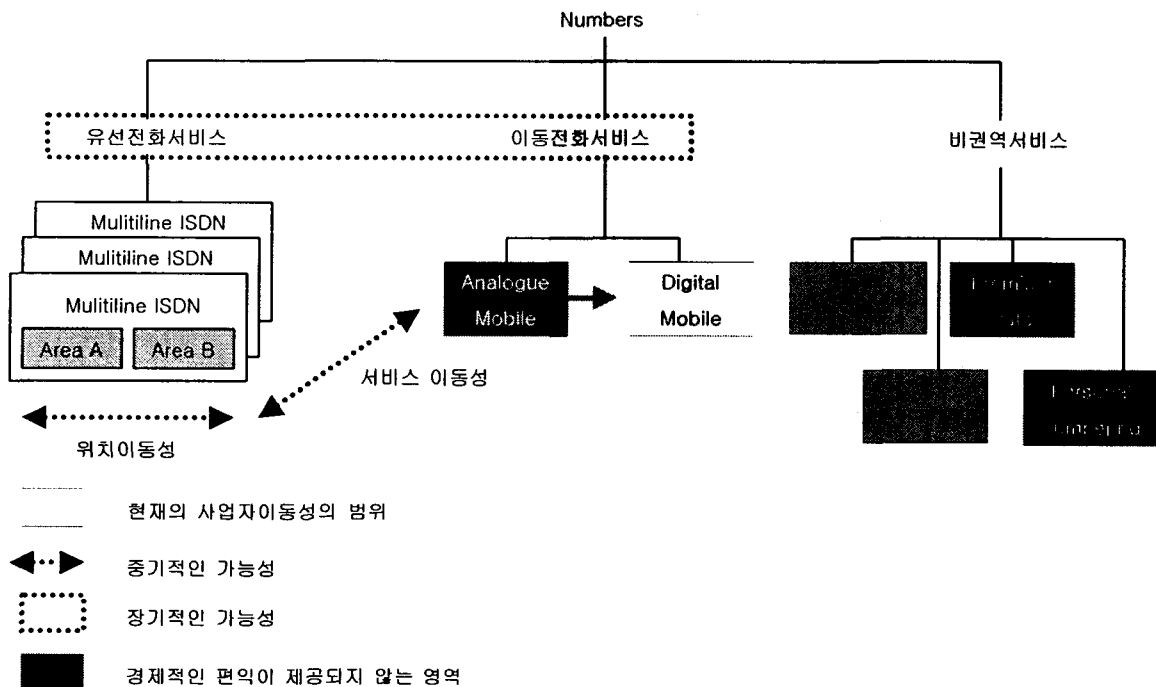 Numbers
유선전화서비스
이동전화서비스
비권역서비스
Mulitiline ISDN
Mulitiline ISDN
Mulitiline ISDN
Area A
Area B
Analogue
Mobile
Digital
Mobile
서비스 이동성
위치이동성
현재의 사업자이동성의 범위
중기적인 가능성
장기적인 가능성
경제적인 편익이 제공되지 않는 영역